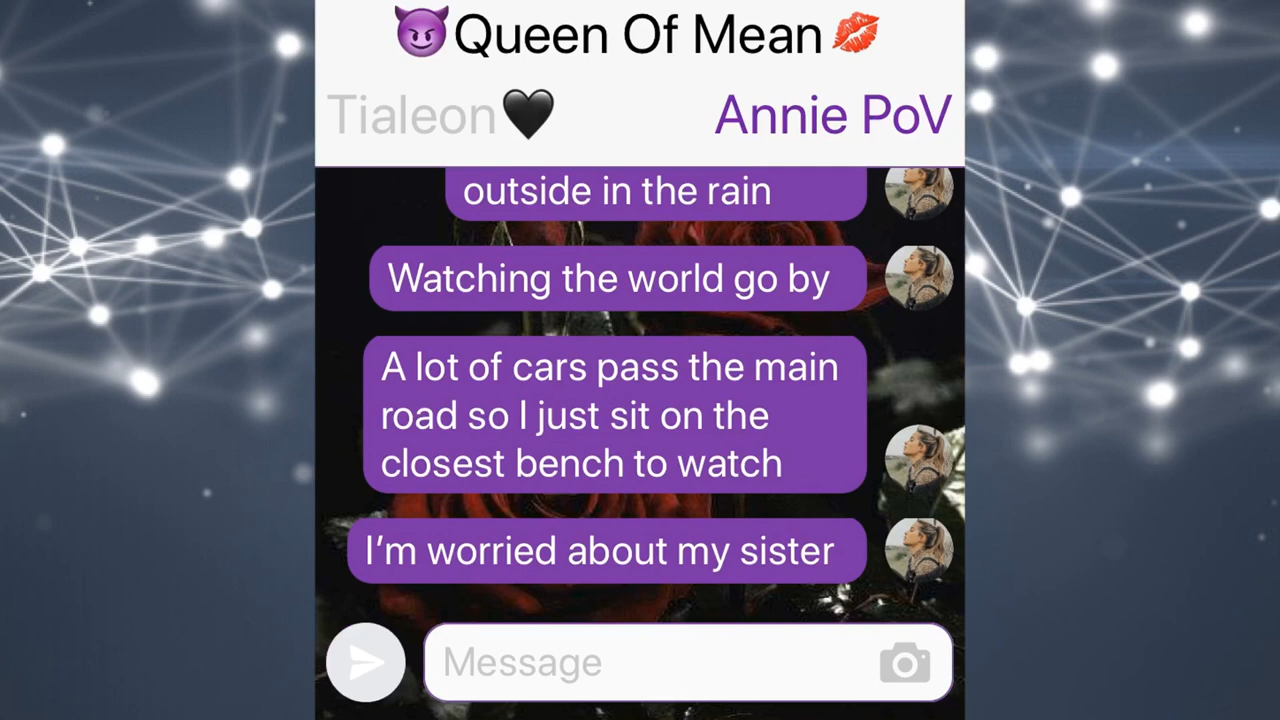 😈Queen Of Mean💋
Tialeon🖤 Annie PoV
outside in the rain
Watching the world go by
A lot of cars pass the main
road so I just sit on the
closest bench to watch
I’m worried about my sister
Message